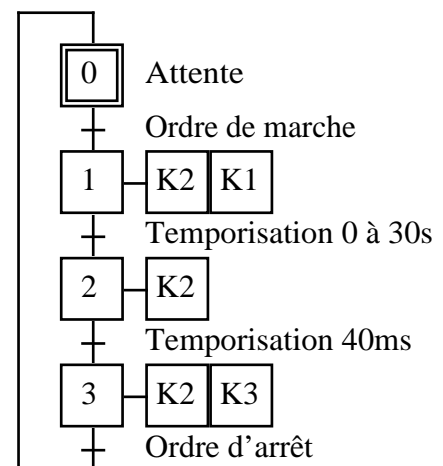 0 Attente
Ordre de marche
1 K2 K1
Temporisation 0 à 30s
2 K2
Temporisation 40ms
3 K2 K3
Ordre d'arrêt